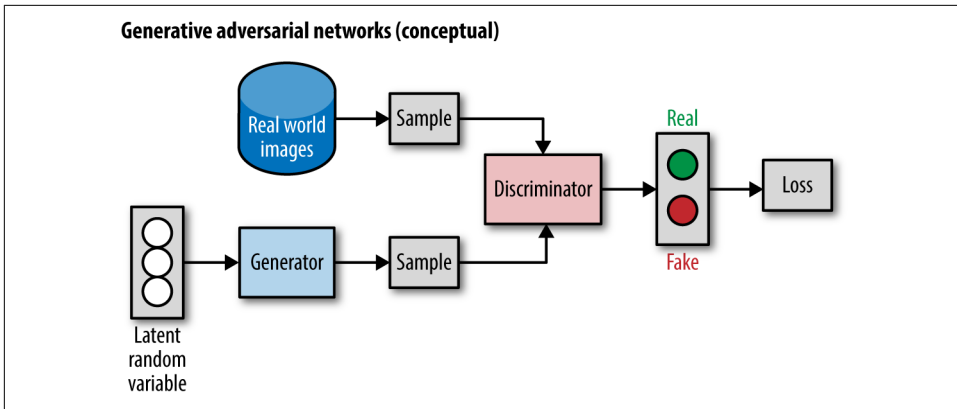 Generative adversarial networks (conceptual)
Real world
images
Sample
Real
Discriminator
Loss
Generator
Sample
Fake
Latent
random
variable